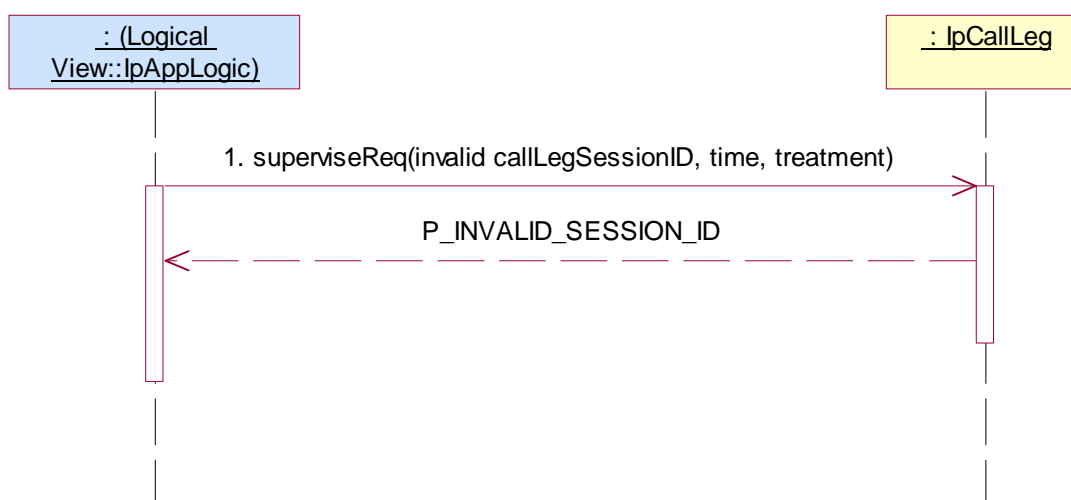 : (Logical
View::IpAppLogic)
: IpCallLeg
1. superviseReq(invalid callLegSessionID, time, treatment)
P_INVALID_SESSION_ID